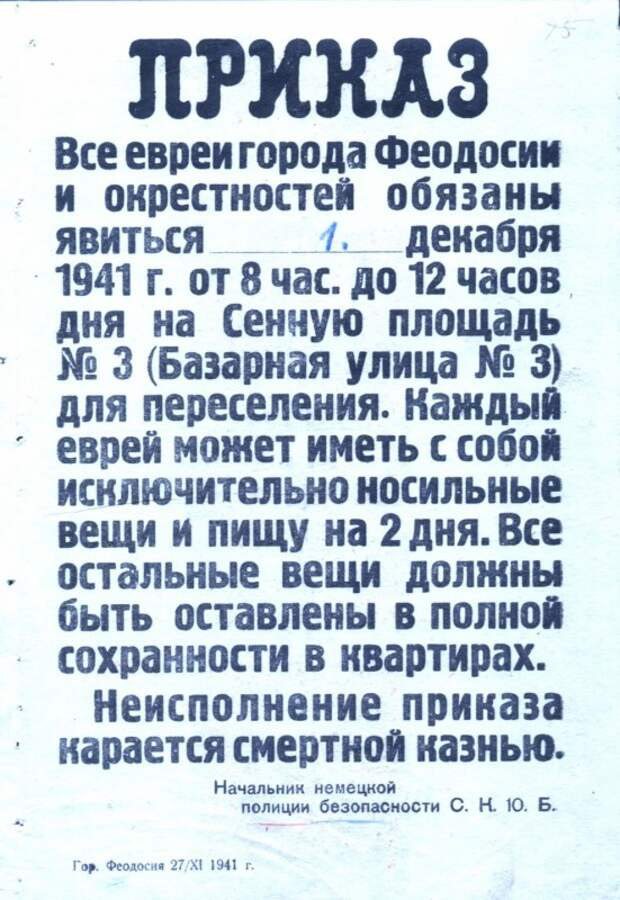 75
ПРИКАЗ
Все евреи города Феодосии
и окрестностей обязаны
явиться 1. декабря
1941 г. от 8 час. до 12 часов
дня на Сенную площадь
№ 3 (Базарная улица № 3)
для переселения. Каждый
еврей может иметь с собой
исключительно носильные
вещи и пищу на 2 дня. Все
остальные вещи должны
быть оставлены в полной
сохранности в квартирах.
Неисполнение приказа
карается смертной казнью.
Начальник немецкой
полиции безопасности С. К. Ю. Б.
Гор. Феодосия 27/XI 1941 г.